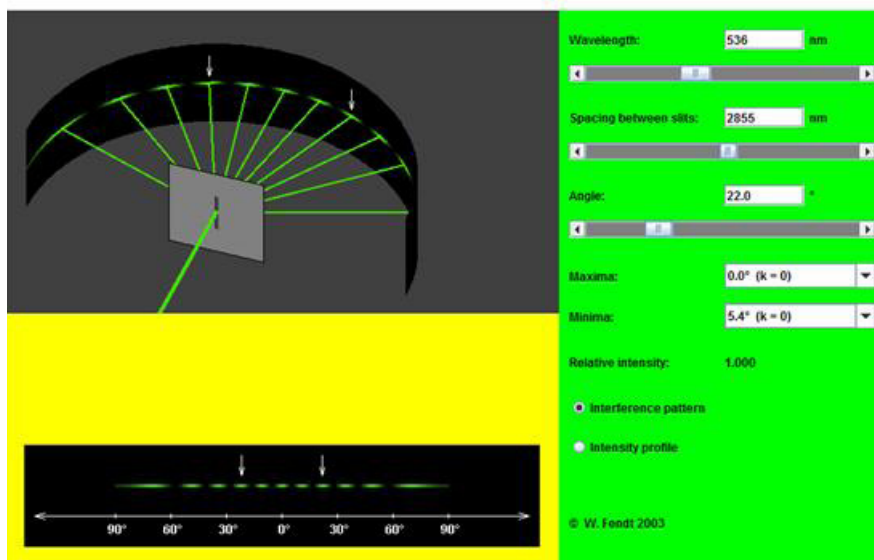 Wavelength: 536 nm
Spacing between slits: 2855 nm
Angle: 22.0 °
Maxima: 0.0° (k = 0)
Minima: 5.4° (k = 0)
Relative intensity: 1.000
Interference pattern
Intensity profile
© W. Fendt 2003
90° 60° 30° 0° 30° 60° 90°